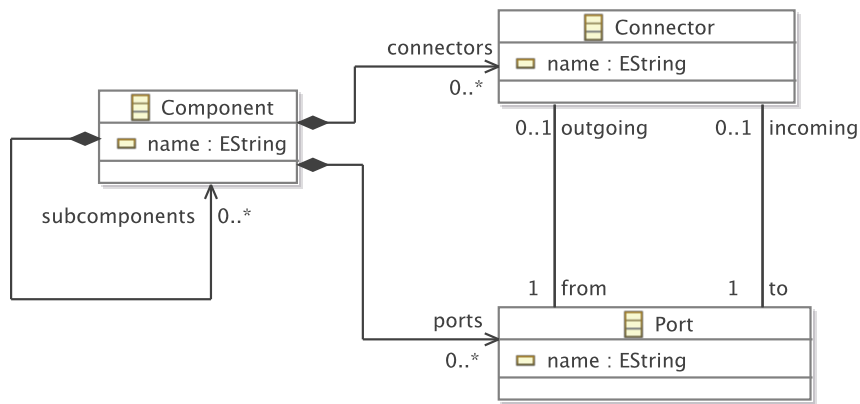 Connector
connectors
name : EString
0..*
Component
0..1 outgoing
0..1 incoming
name : EString
subcomponents 0..*
1 from
1 to
ports
Port
0..*
name : EString